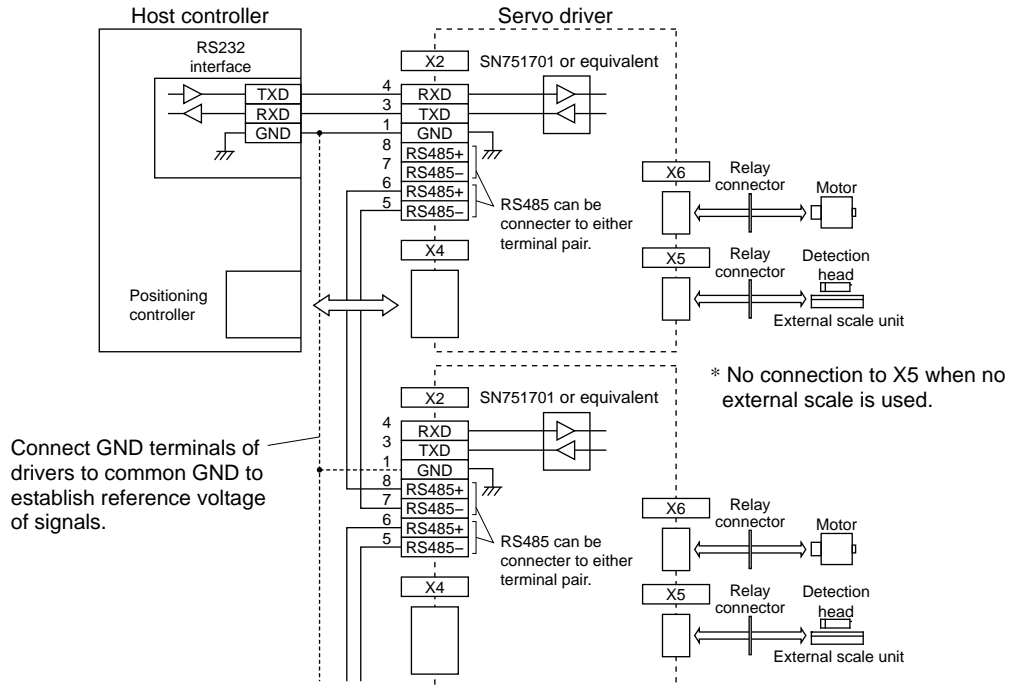 Host controller
Servo driver
RS232
interface
TXD
RXD
GND
X2
SN751701 or equivalent
4
RXD
3
TXD
1
GND
8
RS485+
7
RS485–
6
RS485+
5
RS485–
RS485 can be
connecter to either
terminal pair.
X4
Positioning
controller
X6
Relay
connector
Motor
X5
Relay
connector
Detection
head
External scale unit
* No connection to X5 when no
external scale is used.
Connect GND terminals of
drivers to common GND to
establish reference voltage
of signals.
X2
SN751701 or equivalent
4
RXD
3
TXD
1
GND
8
RS485+
7
RS485–
6
RS485+
5
RS485–
RS485 can be
connecter to either
terminal pair.
X4
X6
Relay
connector
Motor
X5
Relay
connector
Detection
head
External scale unit